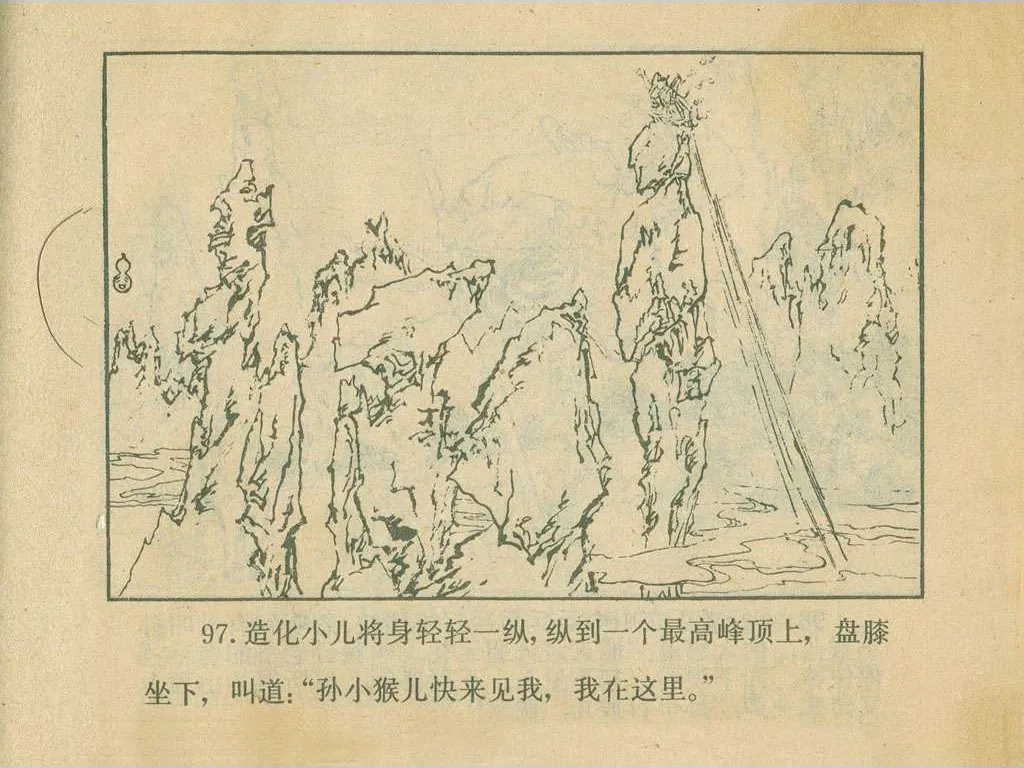 97. 造化小儿将身轻轻一纵，纵到一个最高峰顶上，盘膝
坐下，叫道：“孙小猴儿快来见我，我在这里。”